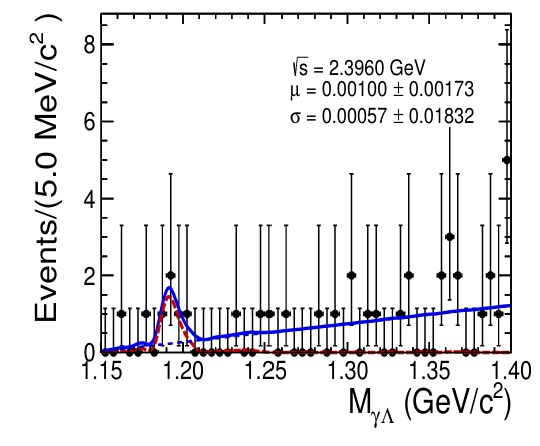 Events/(5.0 MeV/c²)
8
6
4
2
0
√s = 2.3960 GeV
μ = 0.00100 ± 0.00173
σ = 0.00057 ± 0.01832
1.15 1.20 1.25 1.30 1.35 1.40
M_γΛ (GeV/c²)